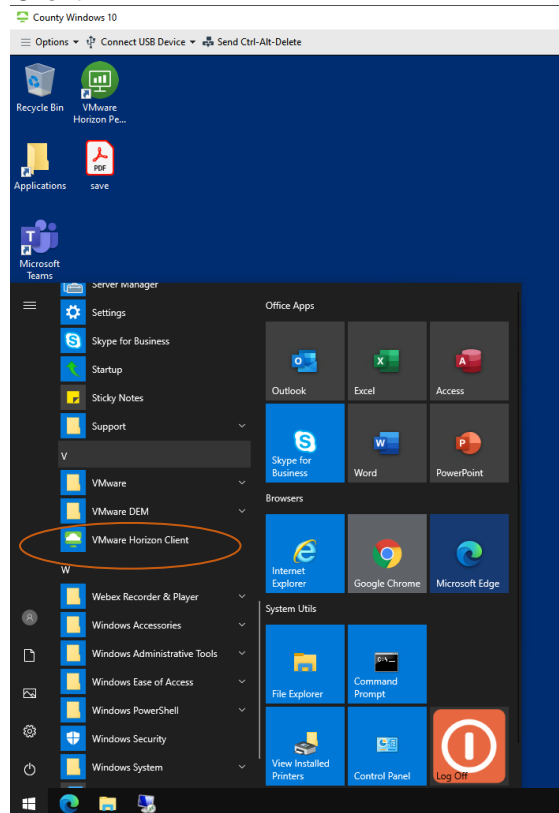 County Windows 10
Options Connect USB Device Send Ctrl-Alt-Delete
Recycle Bin
VMware
Horizon Pe...
Applications
PDF
save
T
Microsoft
Teams
Server Manager
Settings
Skype for Business
Startup
Sticky Notes
Support
V
VMware
VMware DEM
VMware Horizon Client
W
Webex Recorder & Player
Windows Accessories
Windows Administrative Tools
Windows Ease of Access
Windows PowerShell
Windows Security
Windows System
Office Apps
Outlook
Excel
Access
Skype for
Business
Word
PowerPoint
Browsers
Internet
Explorer
Google Chrome
Microsoft Edge
System Utils
File Explorer
Command
Prompt
View Installed
Printers
Control Panel
Log Off